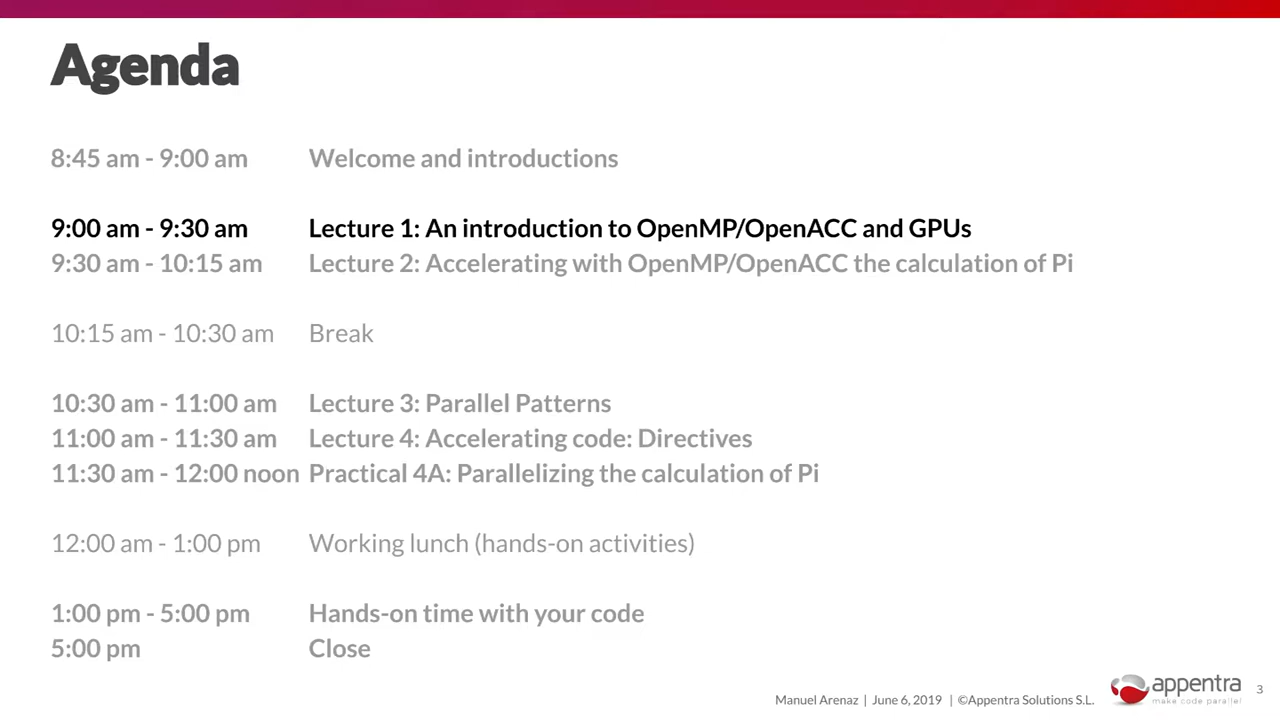 Agenda
8:45 am - 9:00 am Welcome and introductions
9:00 am - 9:30 am Lecture 1: An introduction to OpenMP/OpenACC and GPUs
9:30 am - 10:15 am Lecture 2: Accelerating with OpenMP/OpenACC the calculation of Pi
10:15 am - 10:30 am Break
10:30 am - 11:00 am Lecture 3: Parallel Patterns
11:00 am - 11:30 am Lecture 4: Accelerating code: Directives
11:30 am - 12:00 noon Practical 4A: Parallelizing the calculation of Pi
12:00 am - 1:00 pm Working lunch (hands-on activities)
1:00 pm - 5:00 pm Hands-on time with your code
5:00 pm Close
Manuel Arenaz | June 6, 2019 | ©Appentra Solutions S.L.
appentra
make code parallel
3